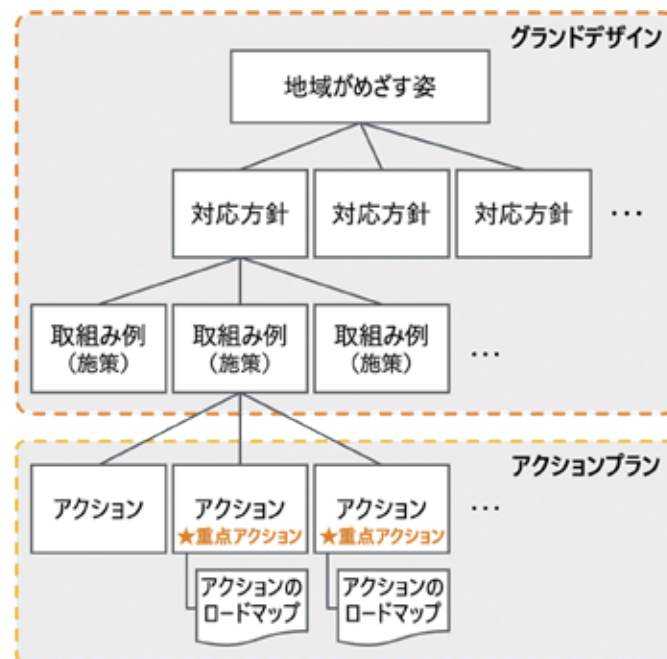 グランドデザイン
地域がめざす姿
対応方針
対応方針
対応方針
…
取組み例
(施策)
取組み例
(施策)
取組み例
(施策)
…
アクションプラン
アクション
アクション
★重点アクション
アクション
★重点アクション
…
アクションの
ロードマップ
アクションの
ロードマップ